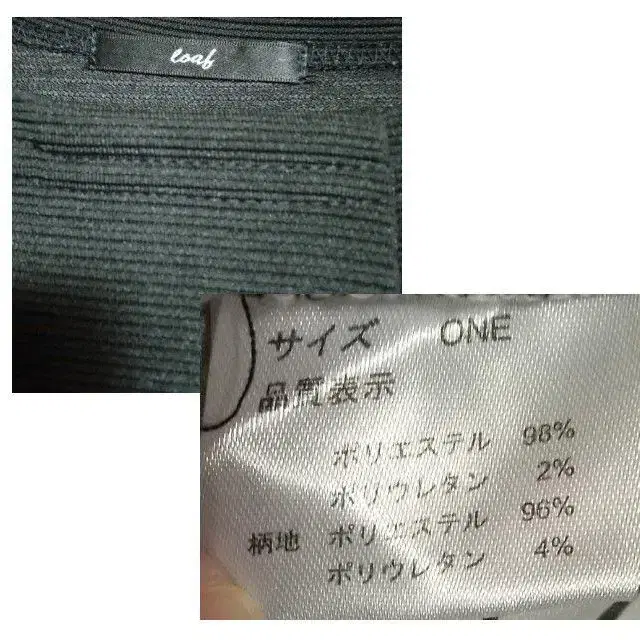 loaf
サイズ ONE
品質表示
ポリエステル 98%
ポリウレタン 2%
柄地 ポリエステル 96%
ポリウレタン 4%